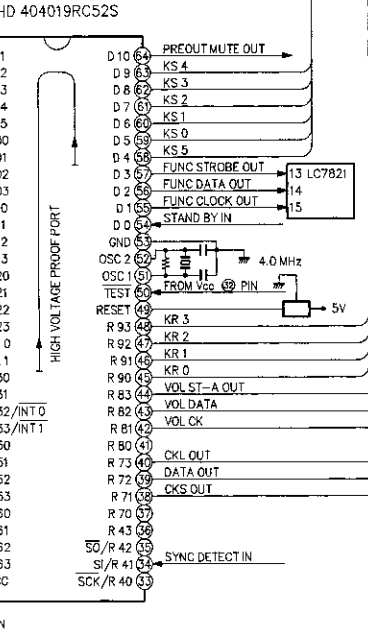 HD 404019RC52S
D 10 64 PREOUT MUTE OUT
D 9 63 KS 4
D 8 62 KS 3
D 7 61 KS 2
D 6 60 KS 1
D 5 59 KS 0
D 4 58 KS 5
D 3 57 FUNC STROBE OUT 13 LC7821
D 2 56 FUNC DATA OUT 14
D 1 55 FUNC CLOCK OUT 15
D 0 54 STAND BY IN
GND 53
OSC 2 52 4.0 MHz
OSC 1 51
TEST 50 FROM Vcc 32 PIN
RESET 49 5V
R 93 48 KR 3
R 92 47 KR 2
R 91 46 KR 1
R 90 45 KR 0
R 83 44 VOL ST-A OUT
R 82 43 VOL DATA
R 81 42 VOL CK
R 80 41
R 73 40 CKL OUT
R 72 39 DATA OUT
R 71 38 CKS OUT
R 70 37
R 43 36
SO/R 42 35
SI/R 41 34 SYNC DETECT IN
SCK/R 40 33
HIGH VOLTAGE PROOF PORT
32/INT 0
33/INT 1